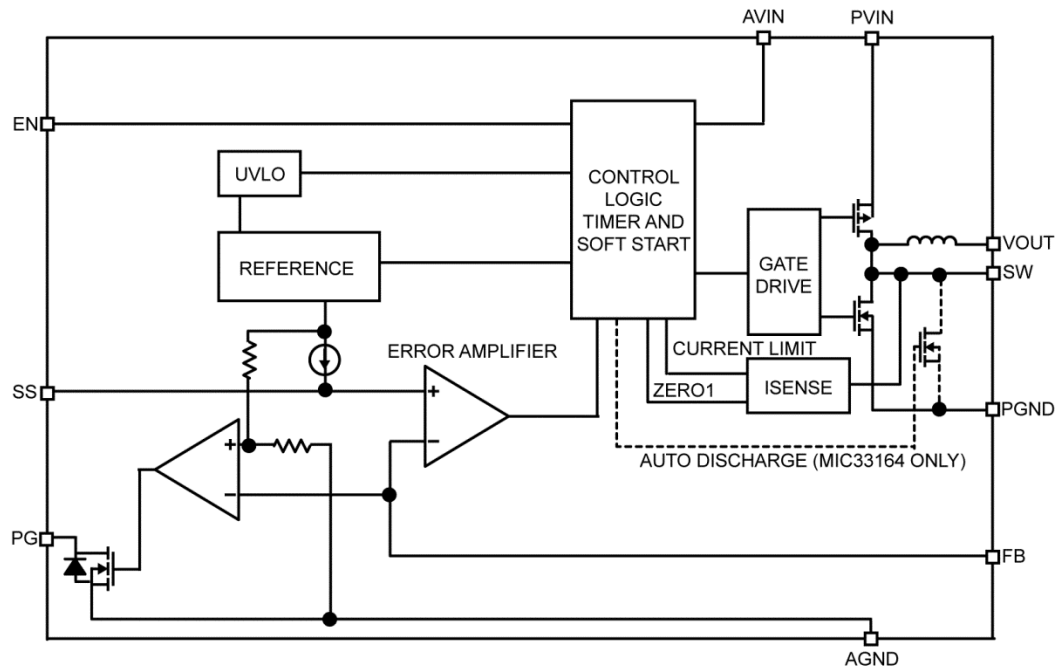 AVIN
PVIN
EN
UVLO
CONTROL
LOGIC
TIMER AND
SOFT START
REFERENCE
GATE
DRIVE
VOUT
SW
ERROR AMPLIFIER
CURRENT LIMIT
ISENSE
ZERO1
SS
+
−
PGND
AUTO DISCHARGE (MIC33164 ONLY)
+
−
PG
FB
AGND